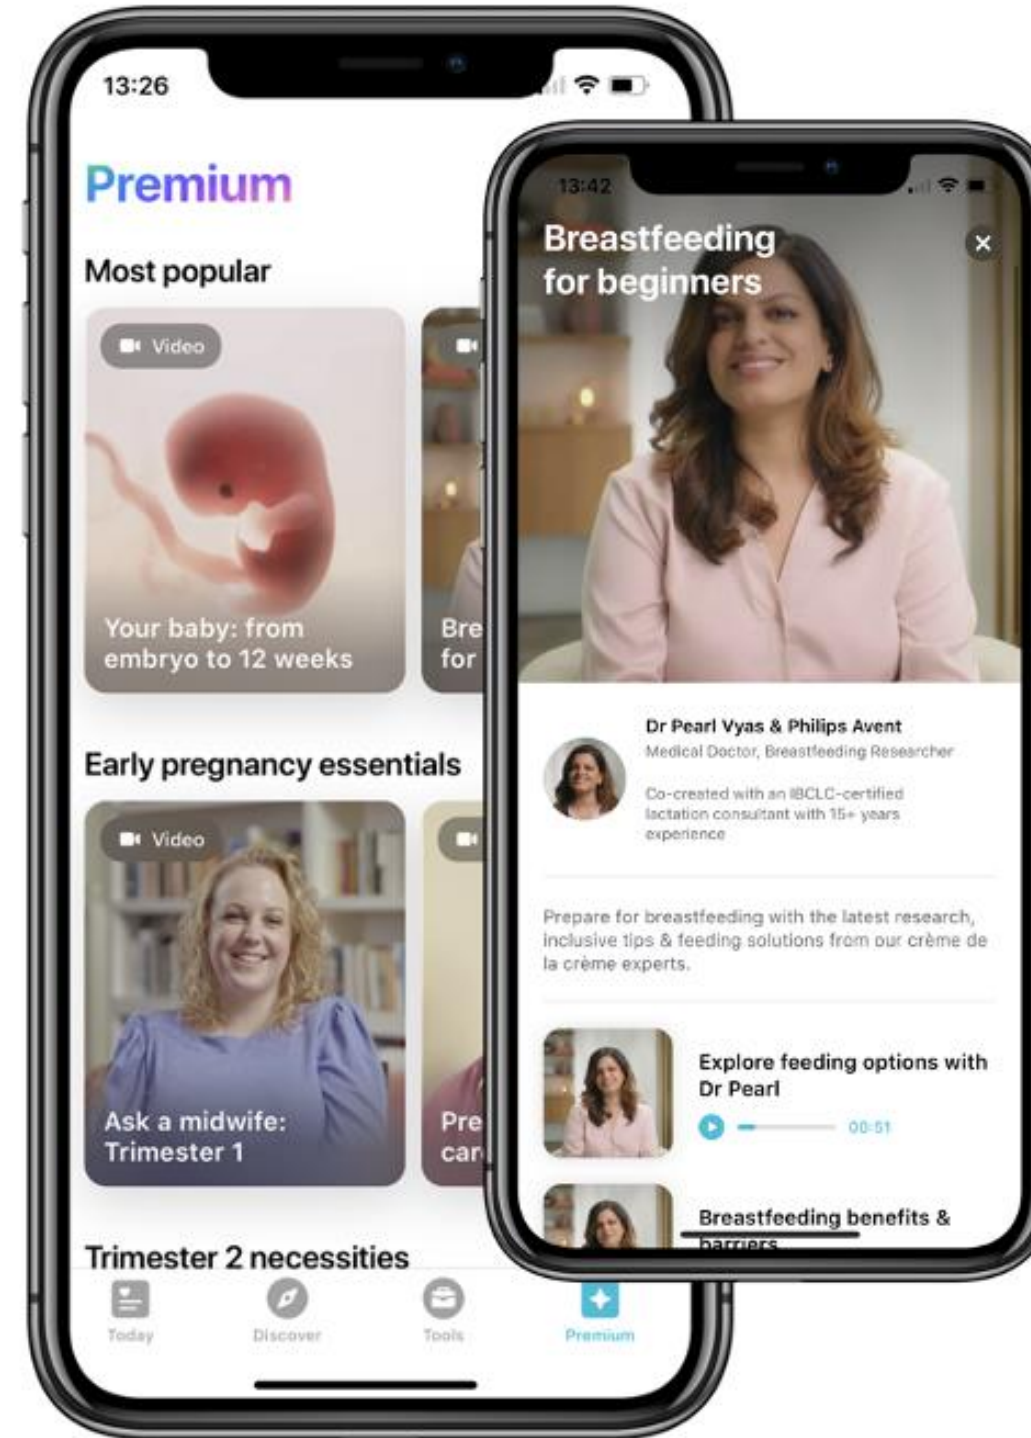 13:26
Premium
Most popular
Video
Your baby: from
embryo to 12 weeks
Bre
for
Early pregnancy essentials
Video
Ask a midwife:
Trimester 1
Pre
car
Trimester 2 necessities
Today
Discover
Tools
Premium
13:42
Breastfeeding
for beginners
Dr Pearl Vyas & Philips Avent
Medical Doctor, Breastfeeding Researcher
Co-created with an IBCLC-certified
lactation consultant with 15+ years
experience
Prepare for breastfeeding with the latest research,
inclusive tips & feeding solutions from our crème de
la crème experts.
Explore feeding options with
Dr Pearl
00:51
Breastfeeding benefits &
barriers